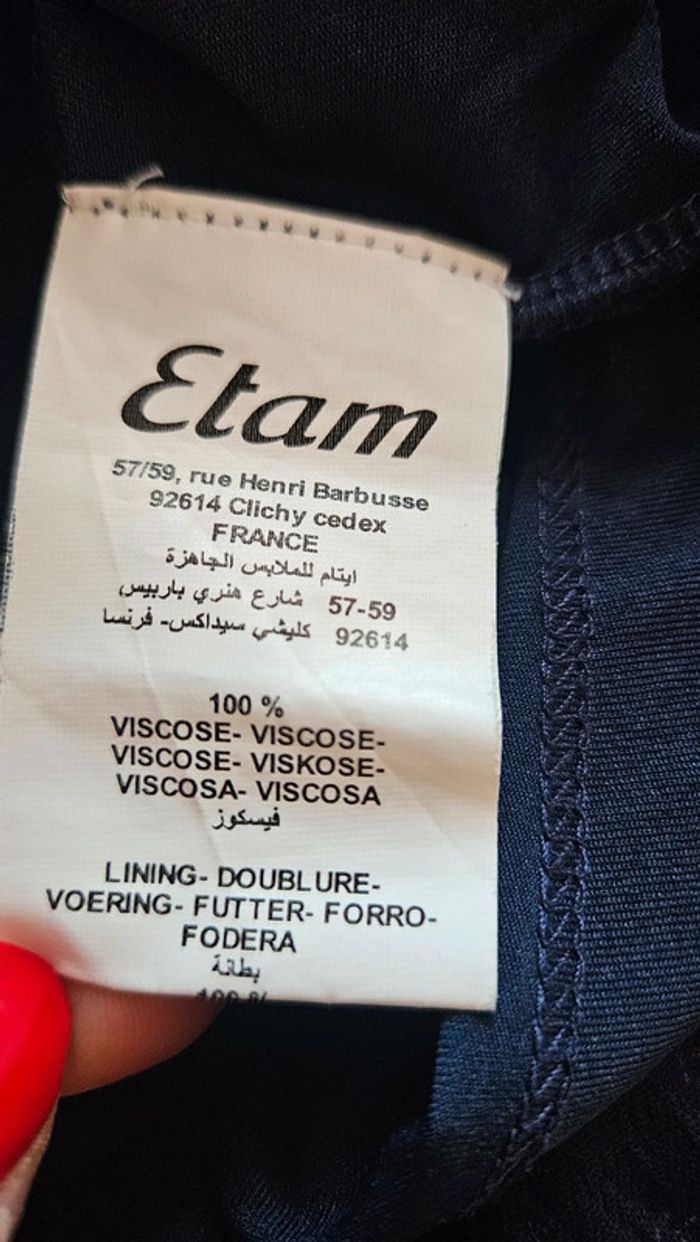 Etam
57/59, rue Henri Barbusse
92614 Clichy cedex
FRANCE
ايتام للملابس الجاهزة
57-59 شارع هنري باربيس
92614 كليشي سيداكس- فرنسا
100 %
VISCOSE- VISCOSE-
VISCOSE- VISKOSE-
VISCOSA- VISCOSA
فيسكوز
LINING- DOUBLURE-
VOERING- FUTTER- FORRO-
FODERA
بطانة
100 %